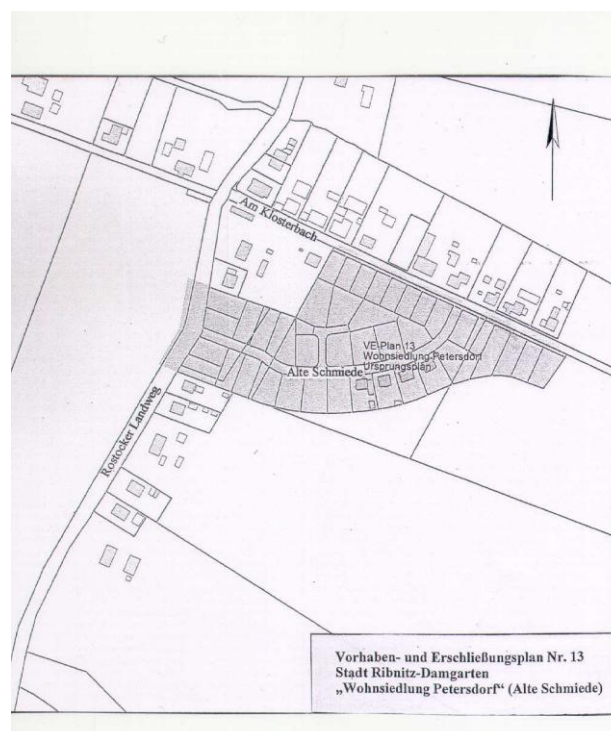 Am Klosterbach
VE\Plan 13
Wohnsiedlung Petersdorf
Ursprungsplan
Alte Schmiede
Rostocker Landweg
Vorhaben- und Erschließungsplan Nr. 13
Stadt Ribnitz-Damgarten
„Wohnsiedlung Petersdorf“ (Alte Schmiede)